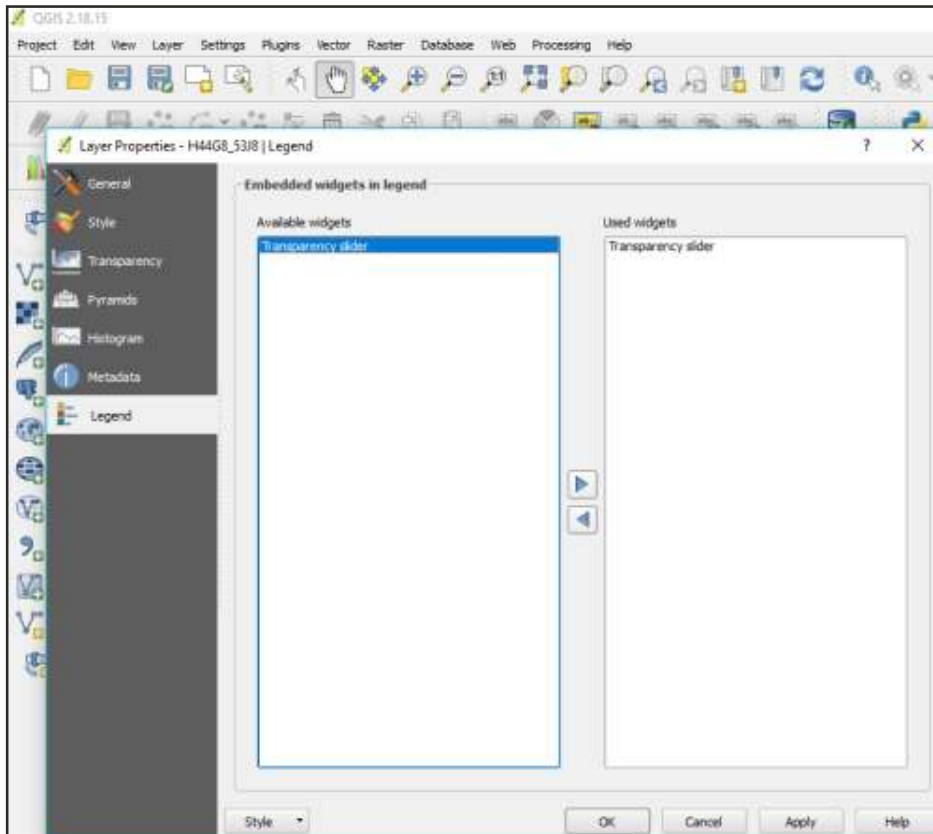 QGIS 2.18.15
Project Edit View Layer Settings Plugins Vector Raster Database Web Processing Help
Layer Properties - H44G8_53J8 | Legend ? X
General
Style
Transparency
Pyramids
Histogram
Metadata
Legend
Embedded widgets in legend
Available widgets
Transparency slider
Used widgets
Transparency slider
Style
OK Cancel Apply Help